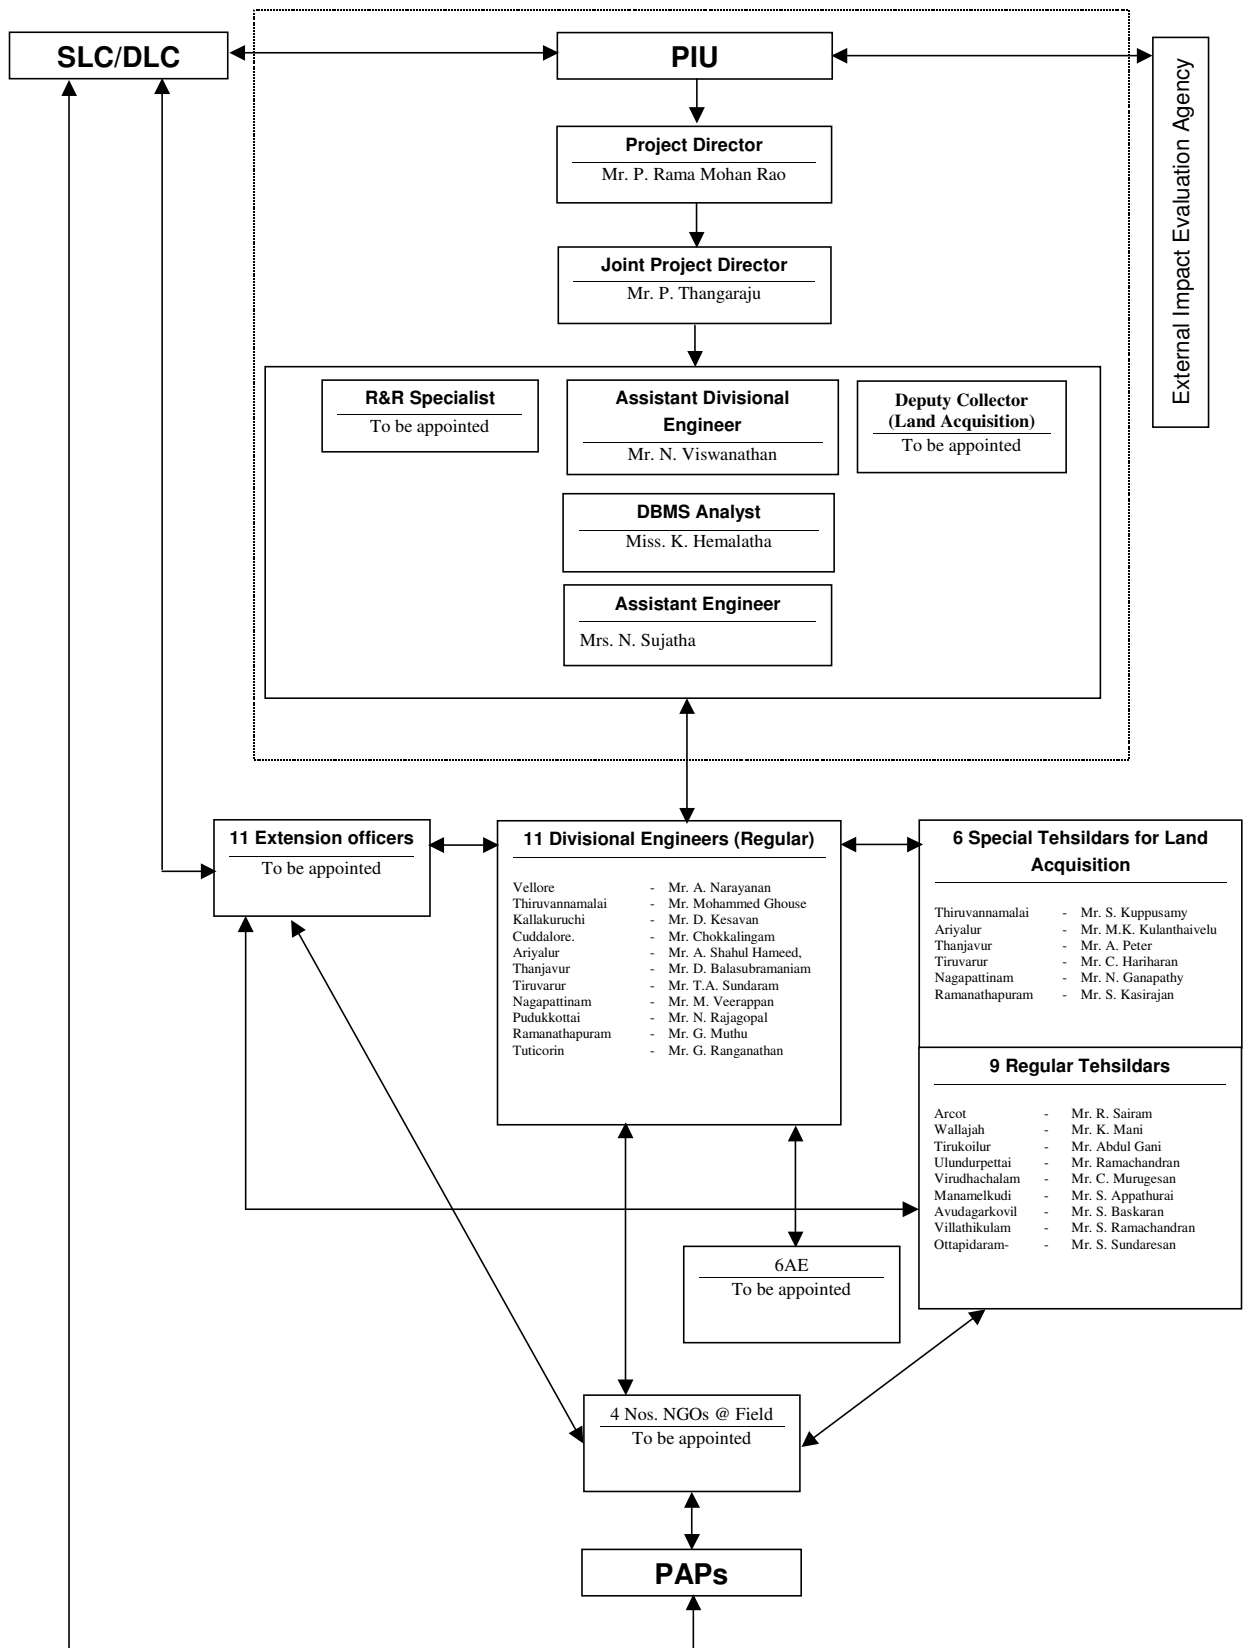 SLC/DLC
PIU
External Impact Evaluation Agency
Project Director
Mr. P. Rama Mohan Rao
Joint Project Director
Mr. P. Thangaraju
R&R Specialist
To be appointed
Assistant Divisional
Engineer
Mr. N. Viswanathan
Deputy Collector
(Land Acquisition)
To be appointed
DBMS Analyst
Miss. K. Hemalatha
Assistant Engineer
Mrs. N. Sujatha
11 Extension officers
To be appointed
11 Divisional Engineers (Regular)
Vellore - Mr. A. Narayanan
Thiruvannamalai - Mr. Mohammed Ghouse
Kallakuruchi - Mr. D. Kesavan
Cuddalore. - Mr. Chokkalingam
Ariyalur - Mr. A. Shahul Hameed,
Thanjavur - Mr. D. Balasubramaniam
Tiruvarur - Mr. T.A. Sundaram
Nagapattinam - Mr. M. Veerappan
Pudukkottai - Mr. N. Rajagopal
Ramanathapuram - Mr. G. Muthu
Tuticorin - Mr. G. Ranganathan
6 Special Tehsildars for Land
Acquisition
Thiruvannamalai - Mr. S. Kuppusamy
Ariyalur - Mr. M.K. Kulanthaivelu
Thanjavur - Mr. A. Peter
Tiruvarur - Mr. C. Hariharan
Nagapattinam - Mr. N. Ganapathy
Ramanathapuram - Mr. S. Kasirajan
9 Regular Tehsildars
Arcot - Mr. R. Sairam
Wallajah - Mr. K. Mani
Tirukoilur - Mr. Abdul Gani
Ulundurpettai - Mr. Ramachandran
Virudhachalam - Mr. C. Murugesan
Manamelkudi - Mr. S. Appathurai
Avudagarkovil - Mr. S. Baskaran
Villathikulam - Mr. S. Ramachandran
Ottapidaram- - Mr. S. Sundaresan
6AE
To be appointed
4 Nos. NGOs @ Field
To be appointed
PAPs